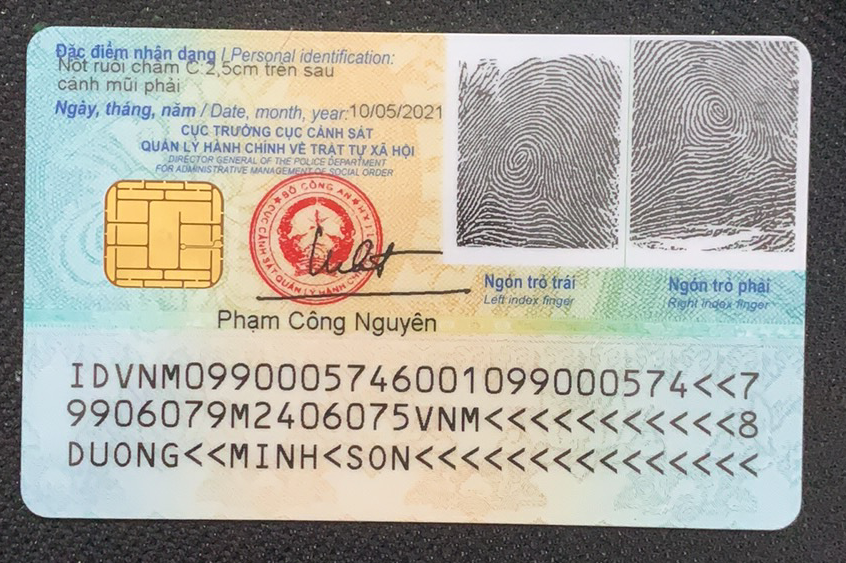 Đặc điểm nhận dạng / Personal identification:
Nốt ruồi chấm C 2,5cm trên sau
cánh mũi phải
Ngày, tháng, năm / Date, month, year: 10/05/2021
CỤC TRƯỞNG CỤC CẢNH SÁT
QUẢN LÝ HÀNH CHÍNH VỀ TRẬT TỰ XÃ HỘI
DIRECTOR GENERAL OF THE POLICE DEPARTMENT
FOR ADMINISTRATIVE MANAGEMENT OF SOCIAL ORDER
BỘ CÔNG AN
CỤC CẢNH SÁT QUẢN LÝ HÀNH CHÍNH
Phạm Công Nguyên
Ngón trỏ trái
Left index finger
Ngón trỏ phải
Right index finger
IDVNM0990005746001099000574<<7
9906079M2406075VNM<<<<<<<<<<<8
DUONG<<MINH<SON<<<<<<<<<<<<<<<